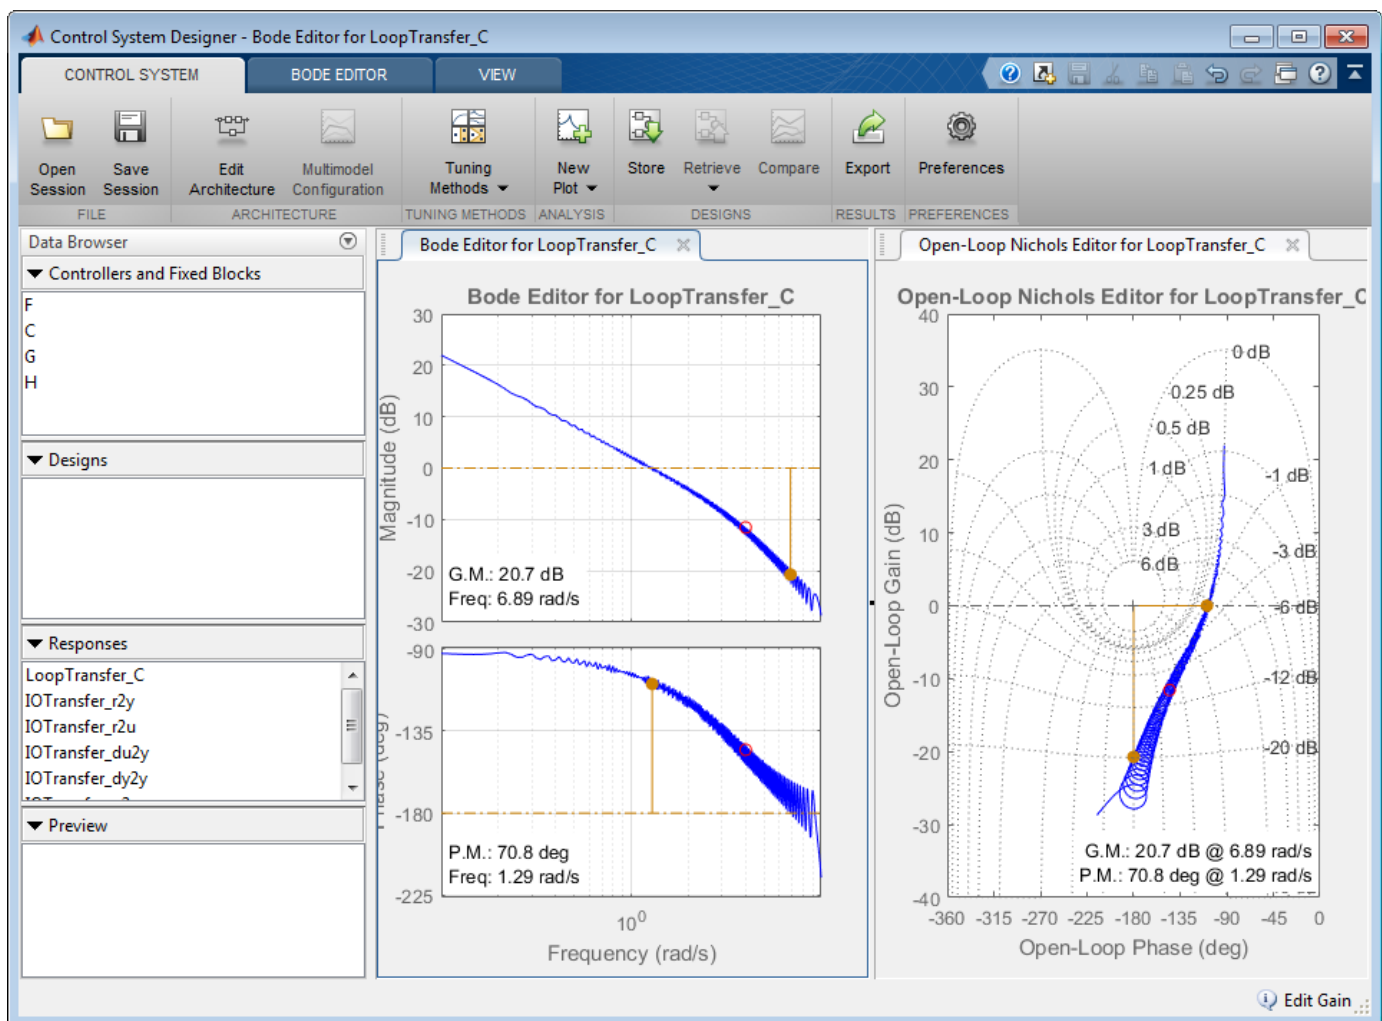 Control System Designer - Bode Editor for LoopTransfer_C
CONTROL SYSTEM
BODE EDITOR
VIEW
Open Session
Save Session
Edit Architecture
Multimodel Configuration
Tuning Methods
New Plot
Store
Retrieve
Compare
Export
Preferences
FILE
ARCHITECTURE
TUNING METHODS
ANALYSIS
DESIGNS
RESULTS
PREFERENCES
Data Browser
Controllers and Fixed Blocks
F
C
G
H
Designs
Responses
LoopTransfer_C
IOTransfer_r2y
IOTransfer_r2u
IOTransfer_du2y
IOTransfer_dy2y
Preview
Bode Editor for LoopTransfer_C
Bode Editor for LoopTransfer_C
Magnitude (dB)
30
20
10
0
-10
-20
-30
G.M.: 20.7 dB
Freq: 6.89 rad/s
-90
-135
-180
-225
P.M.: 70.8 deg
Freq: 1.29 rad/s
10^0
Frequency (rad/s)
Open-Loop Nichols Editor for LoopTransfer_C
Open-Loop Nichols Editor for LoopTransfer_C
Open-Loop Gain (dB)
40
30
20
10
0
-10
-20
-30
-40
0 dB
0.25 dB
0.5 dB
1 dB
-1 dB
3 dB
-3 dB
6 dB
-6 dB
-12 dB
-20 dB
G.M.: 20.7 dB @ 6.89 rad/s
P.M.: 70.8 deg @ 1.29 rad/s
-360 -315 -270 -225 -180 -135 -90 -45 0
Open-Loop Phase (deg)
Edit Gain